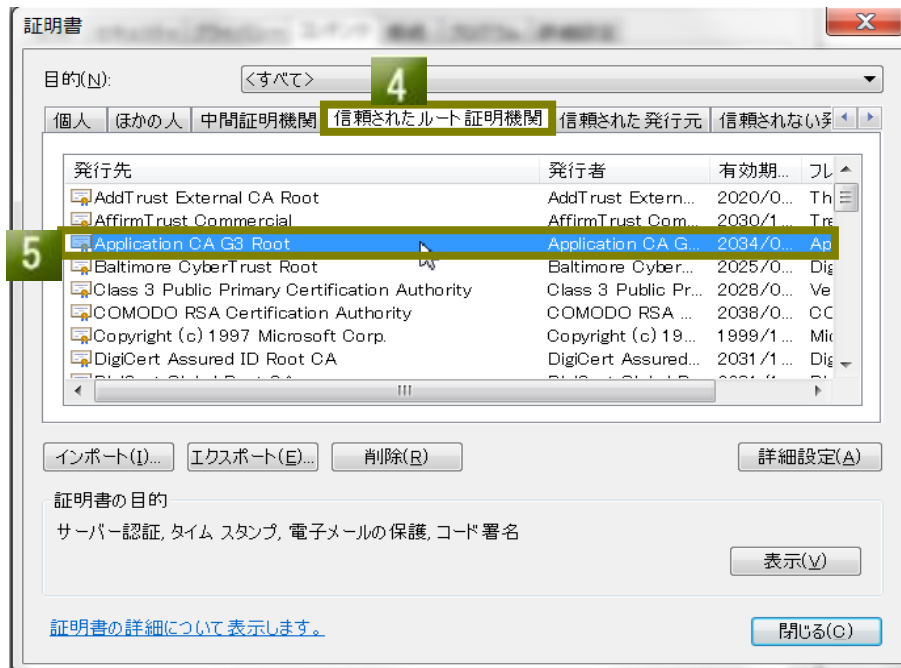 証明書
目的(N):
<すべて>
4
個人 ほかの人 中間証明機関 信頼されたルート証明機関 信頼された発行元 信頼されない発
発行先 発行者 有効期... フレ
AddTrust External CA Root AddTrust Extern... 2020/0... Th
AffirmTrust Commercial AffirmTrust Com... 2030/1... Tre
5
Application CA G3 Root Application CA G... 2034/0... Ap
Baltimore CyberTrust Root Baltimore Cyber... 2025/0... Dig
Class 3 Public Primary Certification Authority Class 3 Public Pr... 2028/0... Ve
COMODO RSA Certification Authority COMODO RSA ... 2038/0... CC
Copyright (c) 1997 Microsoft Corp. Copyright (c) 19... 1999/1... Mic
DigiCert Assured ID Root CA DigiCert Assured... 2031/1... Dig
インポート(I)... エクスポート(E)... 削除(R) 詳細設定(A)
証明書の目的
サーバー認証, タイム スタンプ, 電子メールの保護, コード署名
表示(V)
証明書の詳細について表示します。
閉じる(C)